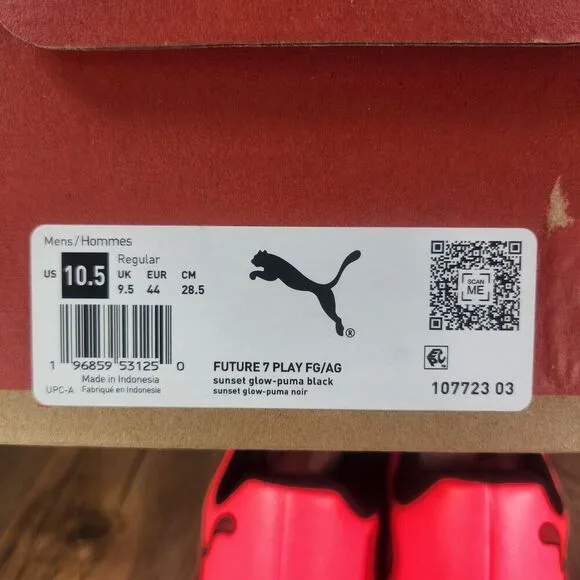 Mens/Hommes
Regular
US 10.5 UK EUR CM
9.5 44 28.5
1 96859 53125 0
Made in Indonesia
UPC-A Fabriqué en Indonésie
®
FUTURE 7 PLAY FG/AG
sunset glow-puma black
sunset glow-puma noir
SCAN
ME
107723 03